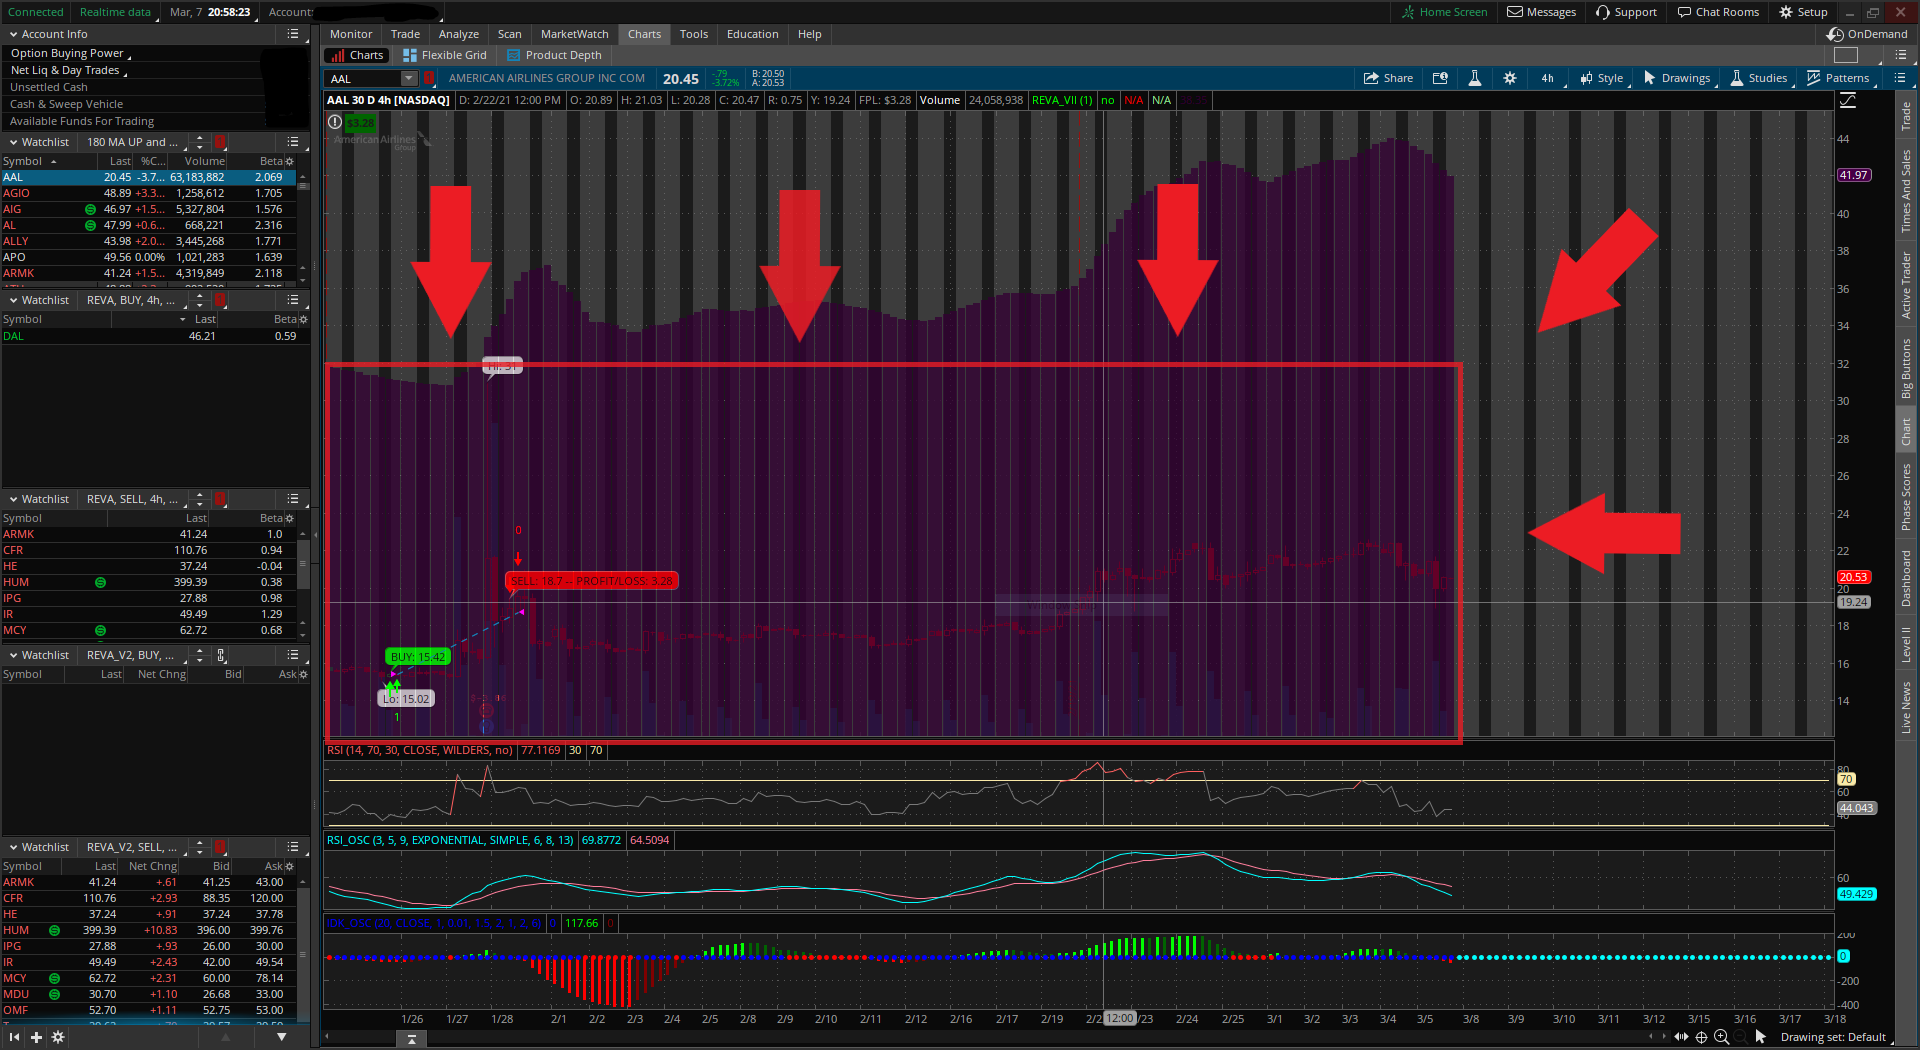 Connected Realtime data Mar, 7 20:58:23 Account: Home Screen Messages Support Chat Rooms Setup
Account Info
Option Buying Power
Net Liq & Day Trades
Unsettled Cash
Cash & Sweep Vehicle
Available Funds For Trading
Watchlist 180 MA UP and ...
Symbol Last %C... Volume Beta
AAL 20.45 -3.7... 63,183,882 2.069
AGIO 48.89 +3.3... 1,258,612 1.705
AIG 46.97 +1.5... 5,327,804 1.576
AL 47.99 +0.6... 668,221 2.316
ALLY 43.98 +2.0... 3,445,268 1.771
APO 49.56 0.00% 1,021,283 1.639
ARMK 41.24 +1.5... 4,319,849 2.118
Watchlist REVA, BUY, 4h, ...
Symbol Last Beta
DAL 46.21 0.59
Watchlist REVA, SELL, 4h, ...
Symbol Last Beta
ARMK 41.24 1.0
CFR 110.76 0.94
HE 37.24 -0.04
HUM 399.39 0.38
IPG 27.88 0.98
IR 49.49 1.29
MCY 62.72 0.68
Watchlist REVA_V2, BUY, ...
Symbol Last Net Chng Bid Ask
Watchlist REVA_V2, SELL, ...
Symbol Last Net Chng Bid Ask
ARMK 41.24 +.61 41.25 43.00
CFR 110.76 +2.93 88.35 120.00
HE 37.24 +.91 37.24 37.78
HUM 399.39 +10.83 396.00 399.76
IPG 27.88 +.93 26.00 30.00
IR 49.49 +2.43 42.00 49.54
MCY 62.72 +2.31 60.00 78.14
MDU 30.70 +1.10 26.68 33.00
OMF 52.70 +1.11 52.75 53.00
Monitor Trade Analyze Scan MarketWatch Charts Tools Education Help OnDemand
Charts Flexible Grid Product Depth
AAL AMERICAN AIRLINES GROUP INC COM 20.45 -.79 -3.72% B: 20.50 A: 20.53 Share 4h Style Drawings Studies Patterns
AAL 30 D 4h [NASDAQ] D: 2/22/21 12:00 PM O: 20.89 H: 21.03 L: 20.28 C: 20.47 R: 0.75 Y: 19.24 FPL: $3.28 Volume 24,058,938 REVA_VII (1) no N/A N/A
$3.28
American Airlines
Group
44
41.97
40
38
36
34
32
30
28
26
24
22
20.53
20
19.24
18
16
14
0
SELL: 18.7 -- PROFIT/LOSS: 3.28
BUY: 15.42
Lo: 15.02
1
RSI (14, 70, 30, CLOSE, WILDERS, no) 77.1169 30 70
80
70
60
44.043
40
RSI_OSC (3, 5, 9, EXPONENTIAL, SIMPLE, 6, 8, 13) 69.8772 64.5094
60
49.429
IDK_OSC (20, CLOSE, 1, 0.01, 1.5, 2, 1, 2, 6) 0 117.66 0
200
0
-200
-400
1/26 1/27 1/28 2/1 2/2 2/3 2/4 2/5 2/8 2/9 2/10 2/11 2/12 2/16 2/17 2/19 2/2 12:00 /23 2/24 2/25 3/1 3/2 3/3 3/4 3/5 3/8 3/9 3/10 3/11 3/12 3/15 3/16 3/17 3/18
Drawing set: Default
Trade
Times And Sales
Active Trader
Big Buttons
Chart
Phase Scores
Dashboard
Level II
Live News